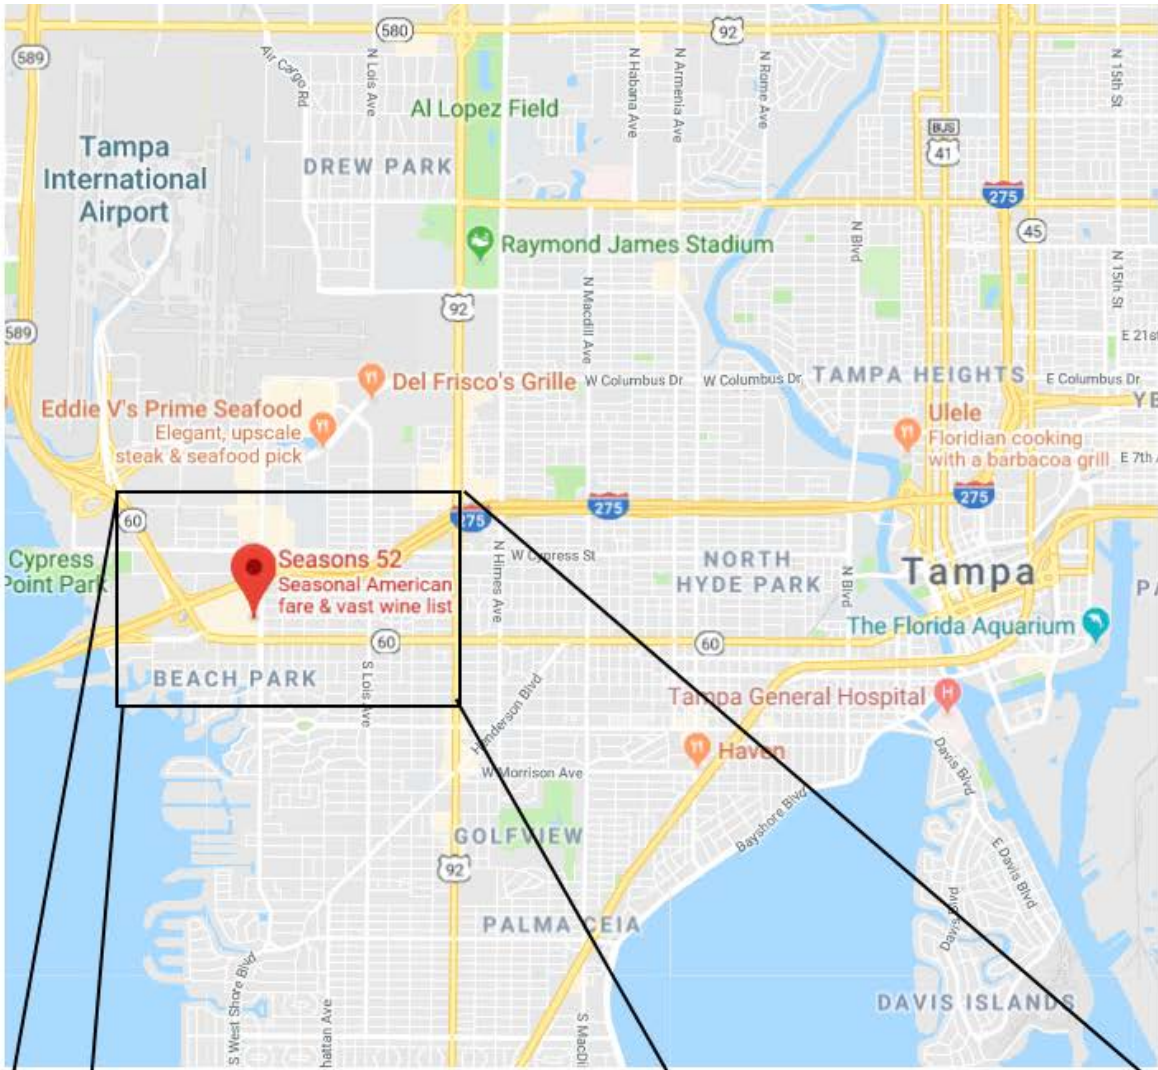 580
92
589
Air Cargo Rd
N Lois Ave
N Habana Ave
N Armenia Ave
N Rome Ave
N 15th St
Al Lopez Field
BUS
41
Tampa
International
Airport
DREW PARK
275
45
Raymond James Stadium
N Blvd
N 15th St
N Macdill Ave
92
589
E 21st
Del Frisco's Grille
W Columbus Dr
W Columbus Dr
TAMPA HEIGHTS
E Columbus Dr
Eddie V's Prime Seafood
Elegant, upscale
steak & seafood pick
Ulele
Floridian cooking
with a barbacoa grill
E 7th
275
275
275
60
Cypress
Point Park
Seasons 52
Seasonal American
fare & vast wine list
N Himes Ave
W Cypress St
NORTH
HYDE PARK
N Blvd
Tampa
60
60
The Florida Aquarium
BEACH PARK
S Lois Ave
Henderson Blvd
Tampa General Hospital
H
Haven
W Morrison Ave
Davis Blvd
Bayshore Blvd
GOLFVIEW
92
E Davis Blvd
Davis Blvd
PALMA CEIA
S West Shore Blvd
hattan Ave
S MacDi
DAVIS ISLANDS